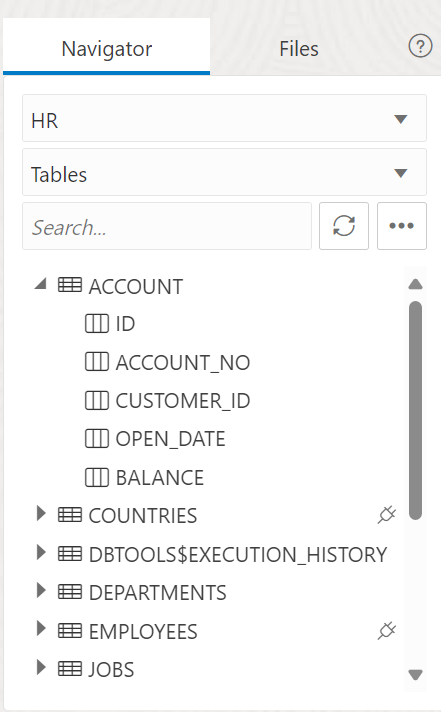 Navigator Files ?
HR
Tables
Search...
ACCOUNT
ID
ACCOUNT_NO
CUSTOMER_ID
OPEN_DATE
BALANCE
COUNTRIES
DBTOOLS$EXECUTION_HISTORY
DEPARTMENTS
EMPLOYEES
JOBS